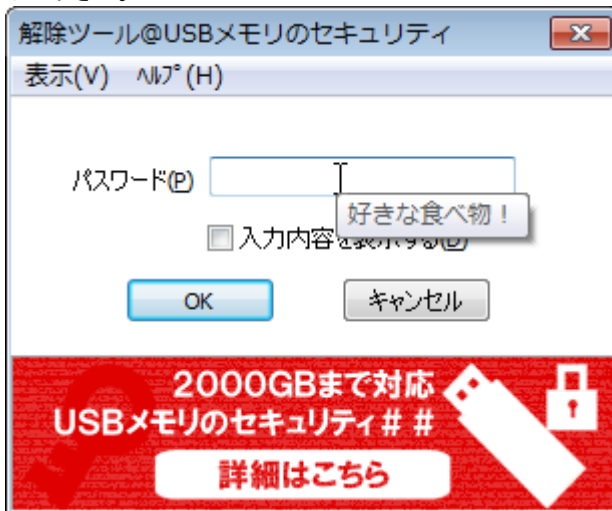 解除ツール@USBメモリのセキュリティ
表示(V) ﾍﾙﾌﾟ(H)
パスワード(P)
好きな食べ物！
入力内容を表示する(D)
OK キャンセル
2000GBまで対応
USBメモリのセキュリティ##
詳細はこちら